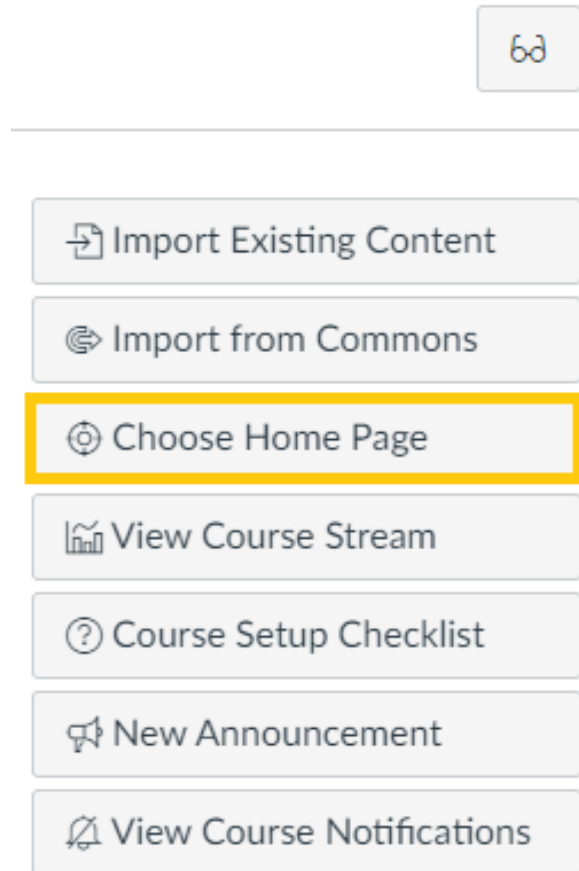 Import Existing Content
Import from Commons
Choose Home Page
View Course Stream
Course Setup Checklist
New Announcement
View Course Notifications